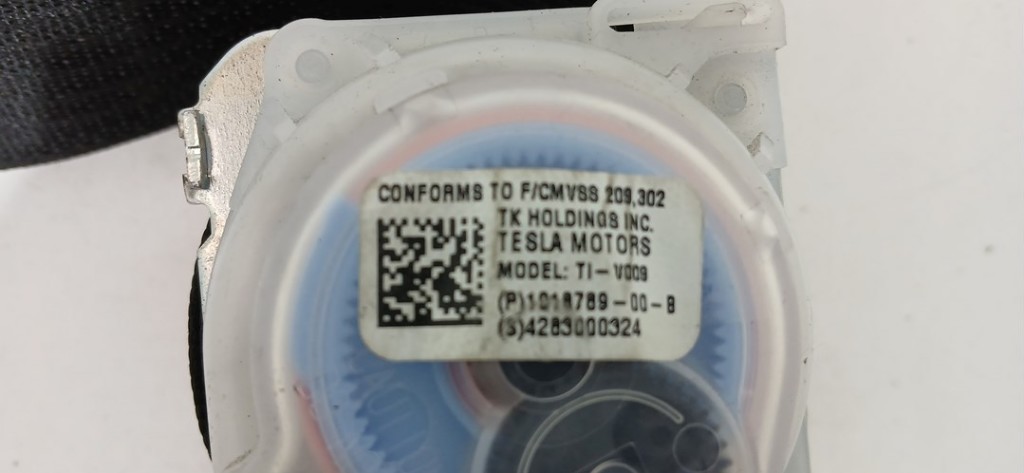 CONFORMS TO F/CMVSS 209,302
TK HOLDINGS INC.
TESLA MOTORS
MODEL: TI-V009
(P)1018789-00-B
(S)4283000324